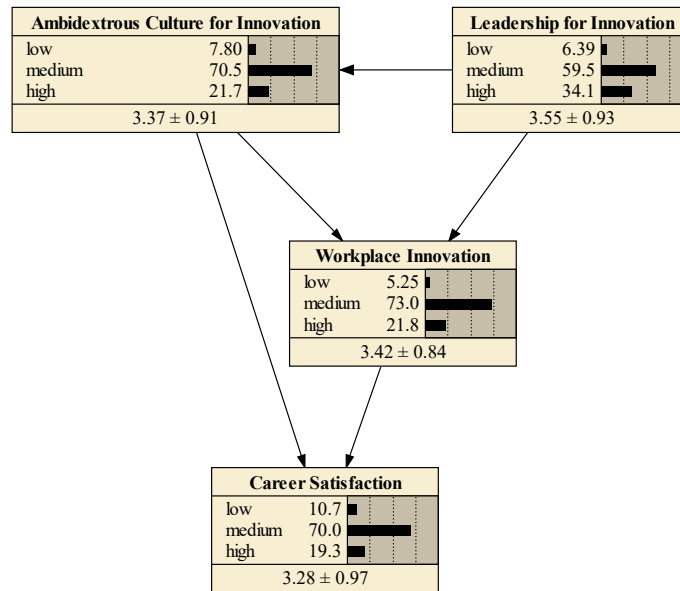 Ambidextrous Culture for Innovation
low 7.80
medium 70.5
high 21.7
3.37 ± 0.91
Leadership for Innovation
low 6.39
medium 59.5
high 34.1
3.55 ± 0.93
Workplace Innovation
low 5.25
medium 73.0
high 21.8
3.42 ± 0.84
Career Satisfaction
low 10.7
medium 70.0
high 19.3
3.28 ± 0.97